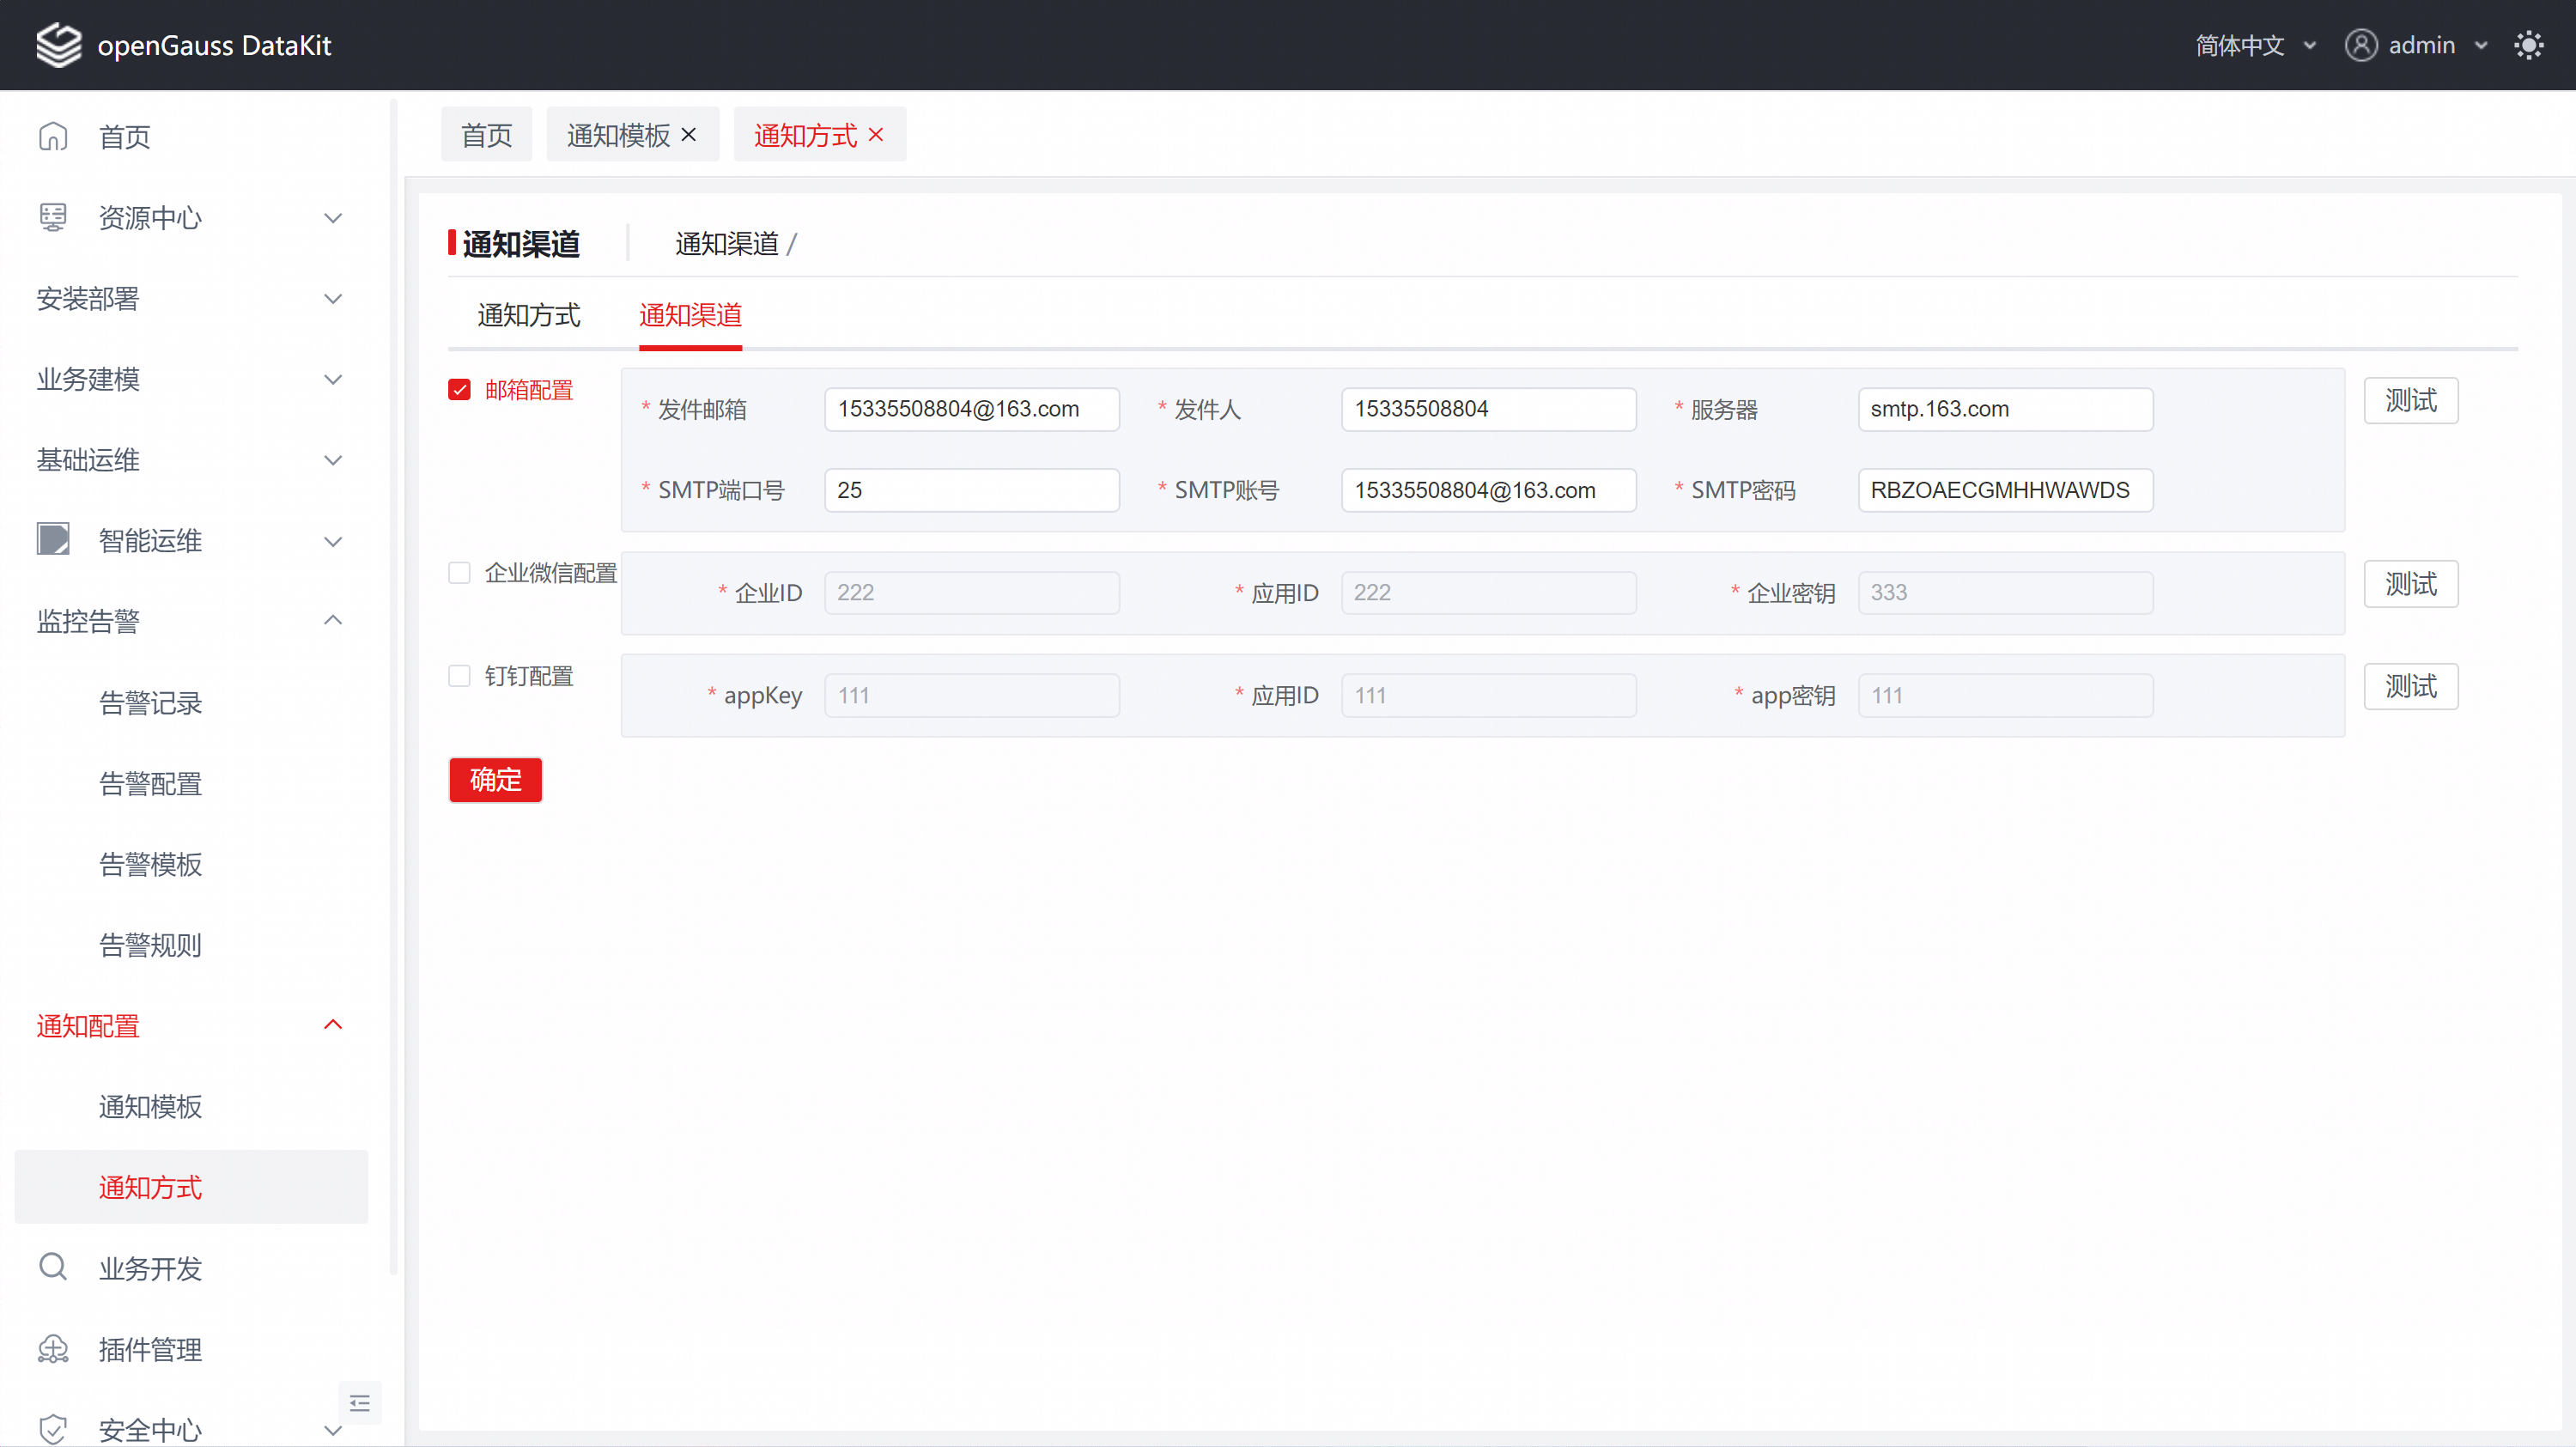 openGauss DataKit
简体中文
admin
首页
资源中心
安装部署
业务建模
基础运维
智能运维
监控告警
告警记录
告警配置
告警模板
告警规则
通知配置
通知模板
通知方式
业务开发
插件管理
安全中心
首页 通知模板 通知方式
通知渠道 通知渠道 /
通知方式 通知渠道
邮箱配置
* 发件邮箱 15335508804@163.com * 发件人 15335508804 * 服务器 smtp.163.com 测试
* SMTP端口号 25 * SMTP账号 15335508804@163.com * SMTP密码 RBZOAECGMHHWAWDS
企业微信配置
* 企业ID 222 * 应用ID 222 * 企业密钥 333 测试
钉钉配置
* appKey 111 * 应用ID 111 * app密钥 111 测试
确定